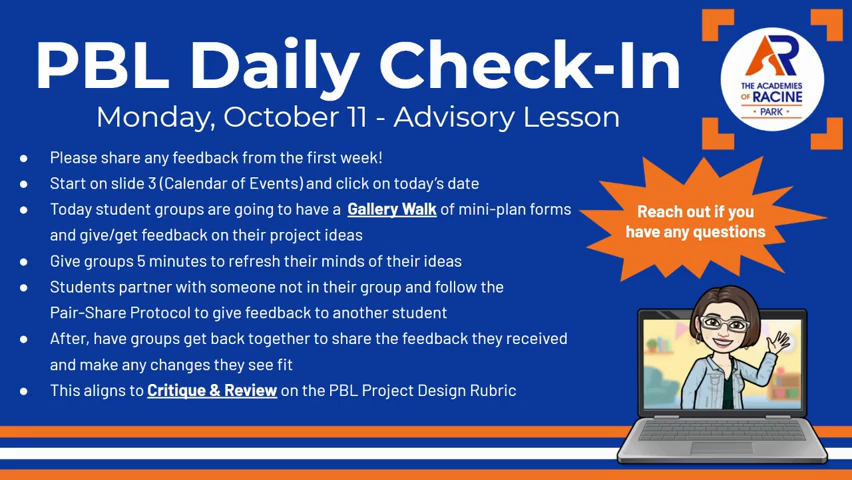 PBL Daily Check-In
Monday, October 11 - Advisory Lesson
AR
THE ACADEMIES
OF RACINE
• PARK •
● Please share any feedback from the first week!
● Start on slide 3 (Calendar of Events) and click on today's date
● Today student groups are going to have a Gallery Walk of mini-plan forms
and give/get feedback on their project ideas
● Give groups 5 minutes to refresh their minds of their ideas
● Students partner with someone not in their group and follow the
Pair-Share Protocol to give feedback to another student
● After, have groups get back together to share the feedback they received
and make any changes they see fit
● This aligns to Critique & Review on the PBL Project Design Rubric
Reach out if you
have any questions